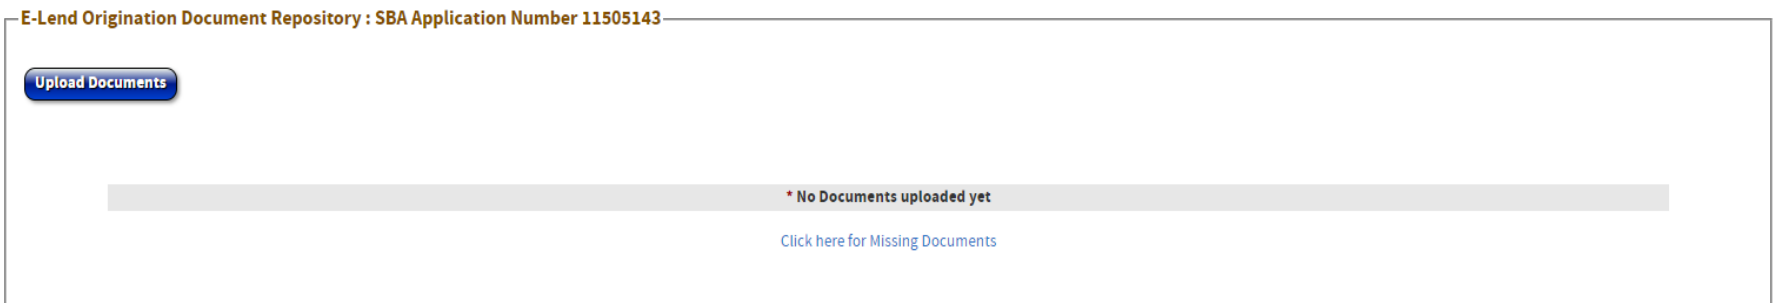 E-Lend Origination Document Repository : SBA Application Number 11505143
Upload Documents
* No Documents uploaded yet
Click here for Missing Documents